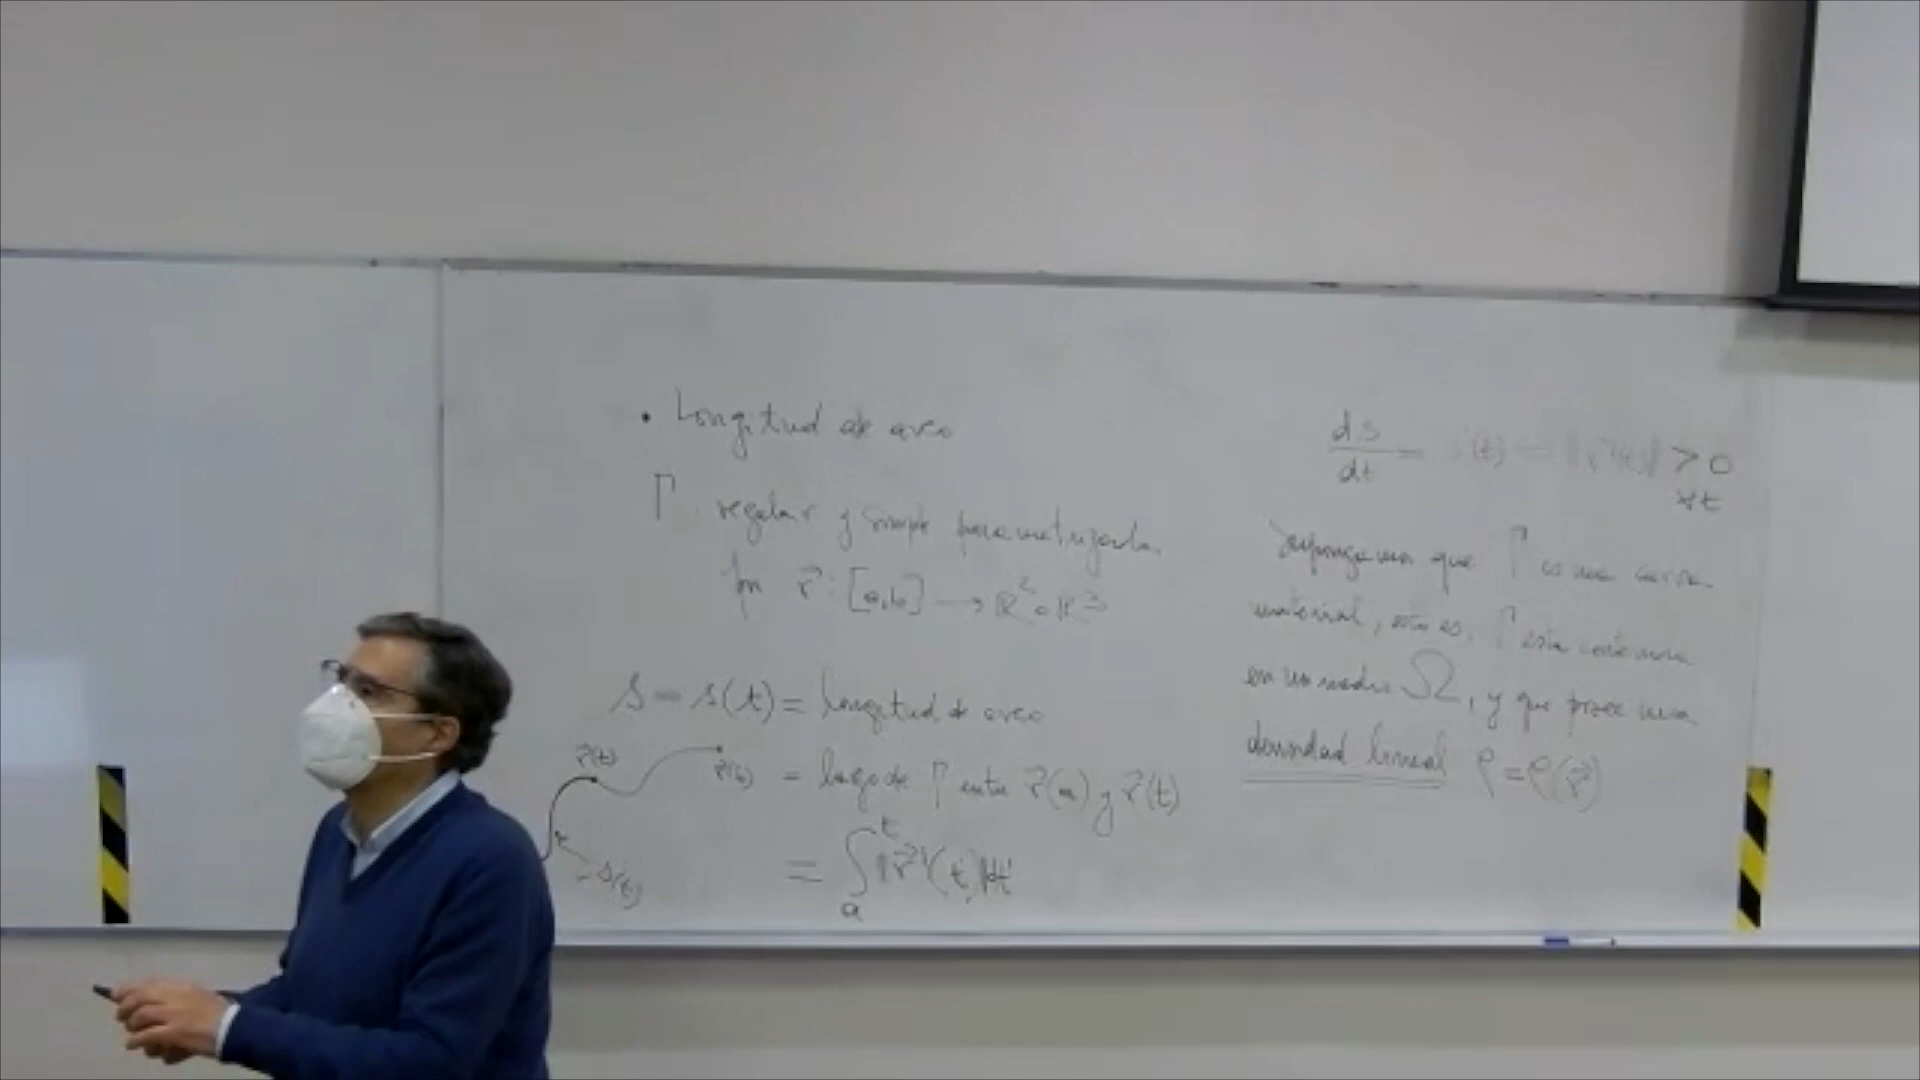 • Longitud de arco
Γ regular y simple parametrizada
por r⃗ : [a,b] → ℝ² o ℝ³
s = s(t) = longitud de arco
r⃗(t)
r⃗(b) = largo de Γ entre r⃗(a) y r⃗(t)
s(t)
= ∫ₐᵗ ‖r⃗'(t)‖dt'
ds/dt = s'(t) = ‖r⃗'(t)‖ > 0
∀t
Supongamos que Γ es una curva
material, esto es, Γ esta contenida
en un medio Ω, y que posee una
densidad lineal ρ = ρ(r⃗)